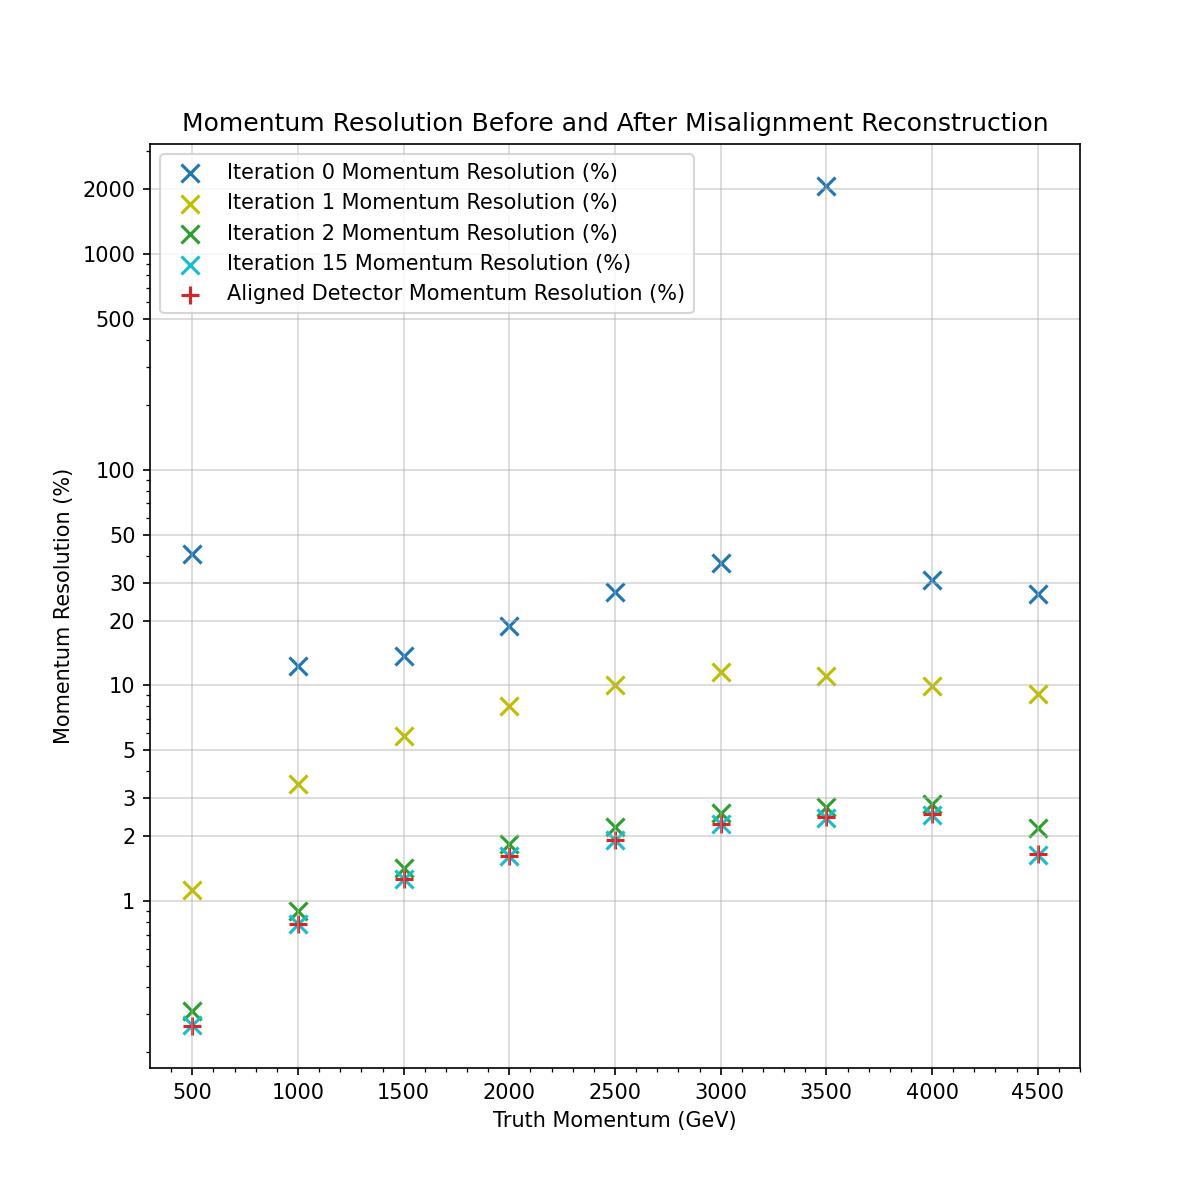 Momentum Resolution Before and After Misalignment Reconstruction
Iteration 0 Momentum Resolution (%)
Iteration 1 Momentum Resolution (%)
Iteration 2 Momentum Resolution (%)
Iteration 15 Momentum Resolution (%)
Aligned Detector Momentum Resolution (%)
Momentum Resolution (%)
2000
1000
500
100
50
30
20
10
5
3
2
1
500 1000 1500 2000 2500 3000 3500 4000 4500
Truth Momentum (GeV)